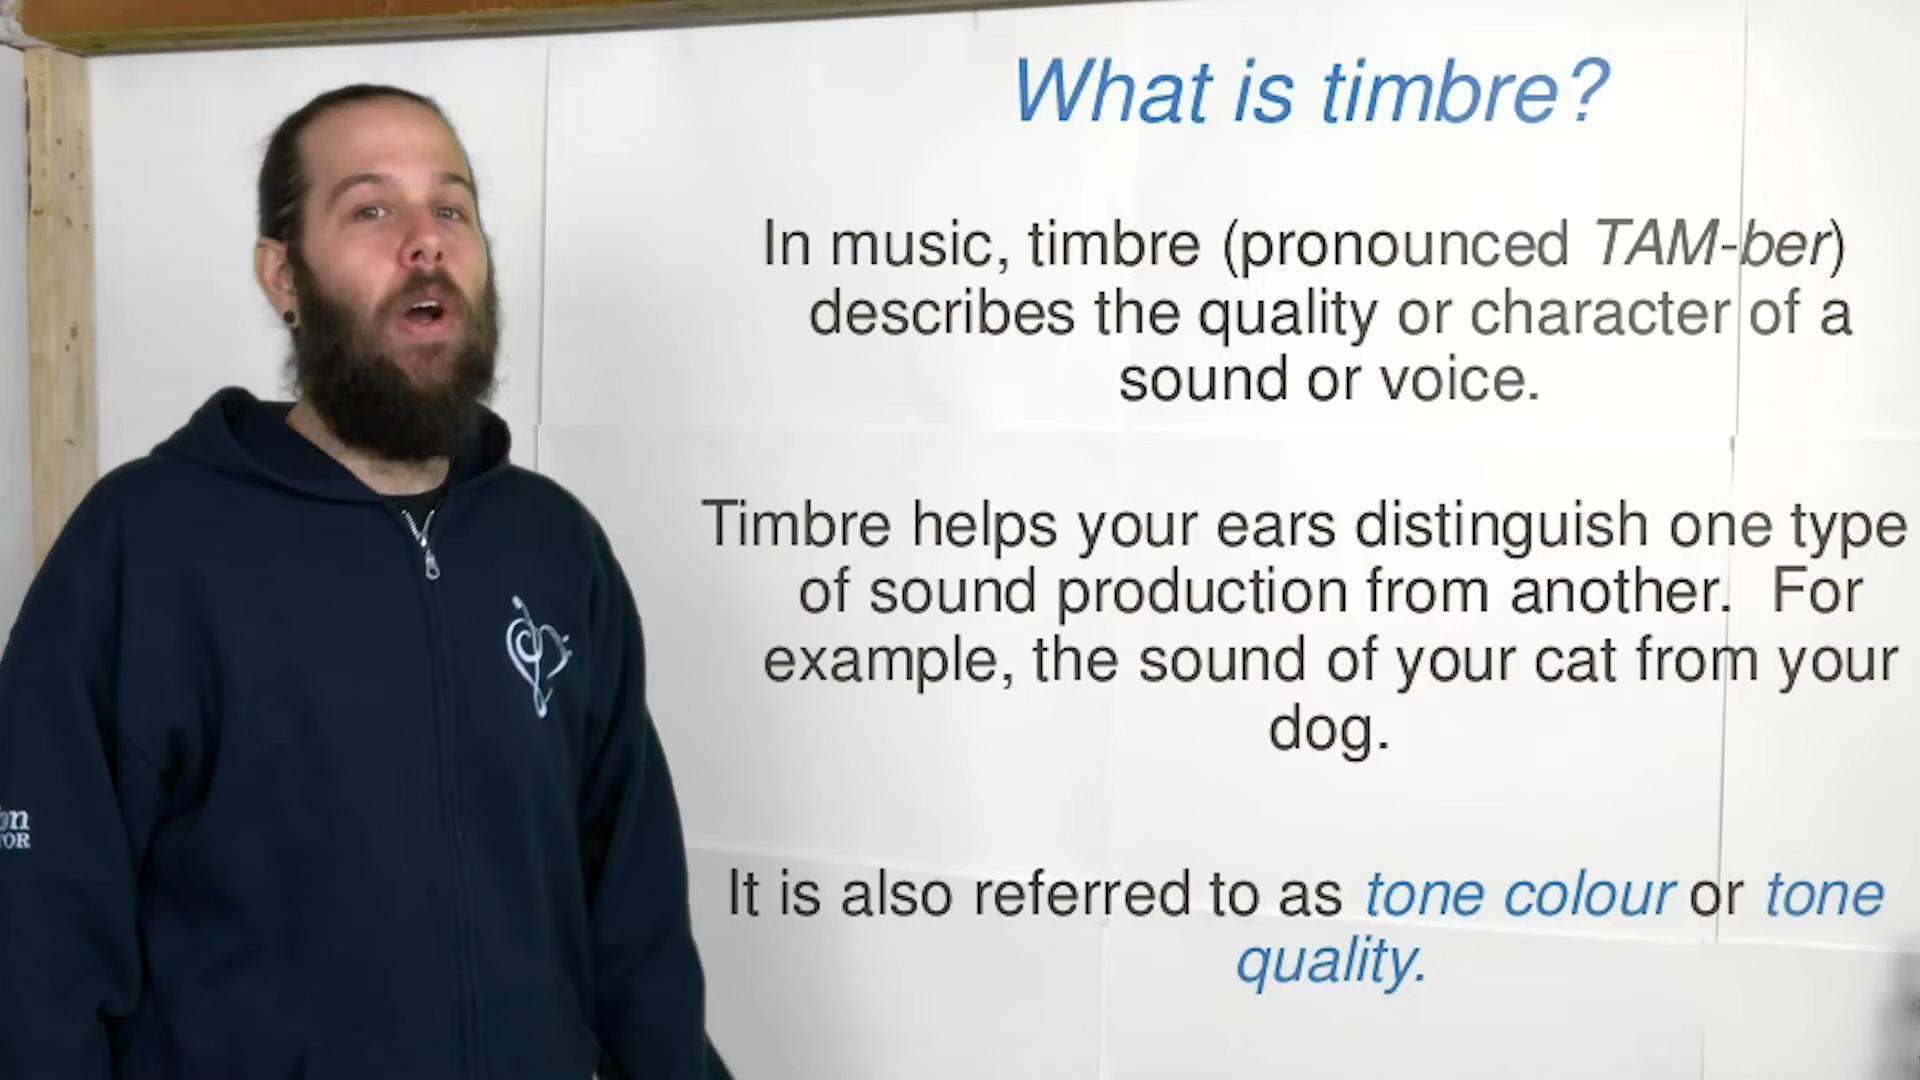 What is timbre?
In music, timbre (pronounced TAM-ber)
describes the quality or character of a
sound or voice.
Timbre helps your ears distinguish one type
of sound production from another.  For
example, the sound of your cat from your
dog.
It is also referred to as tone colour or tone
quality.